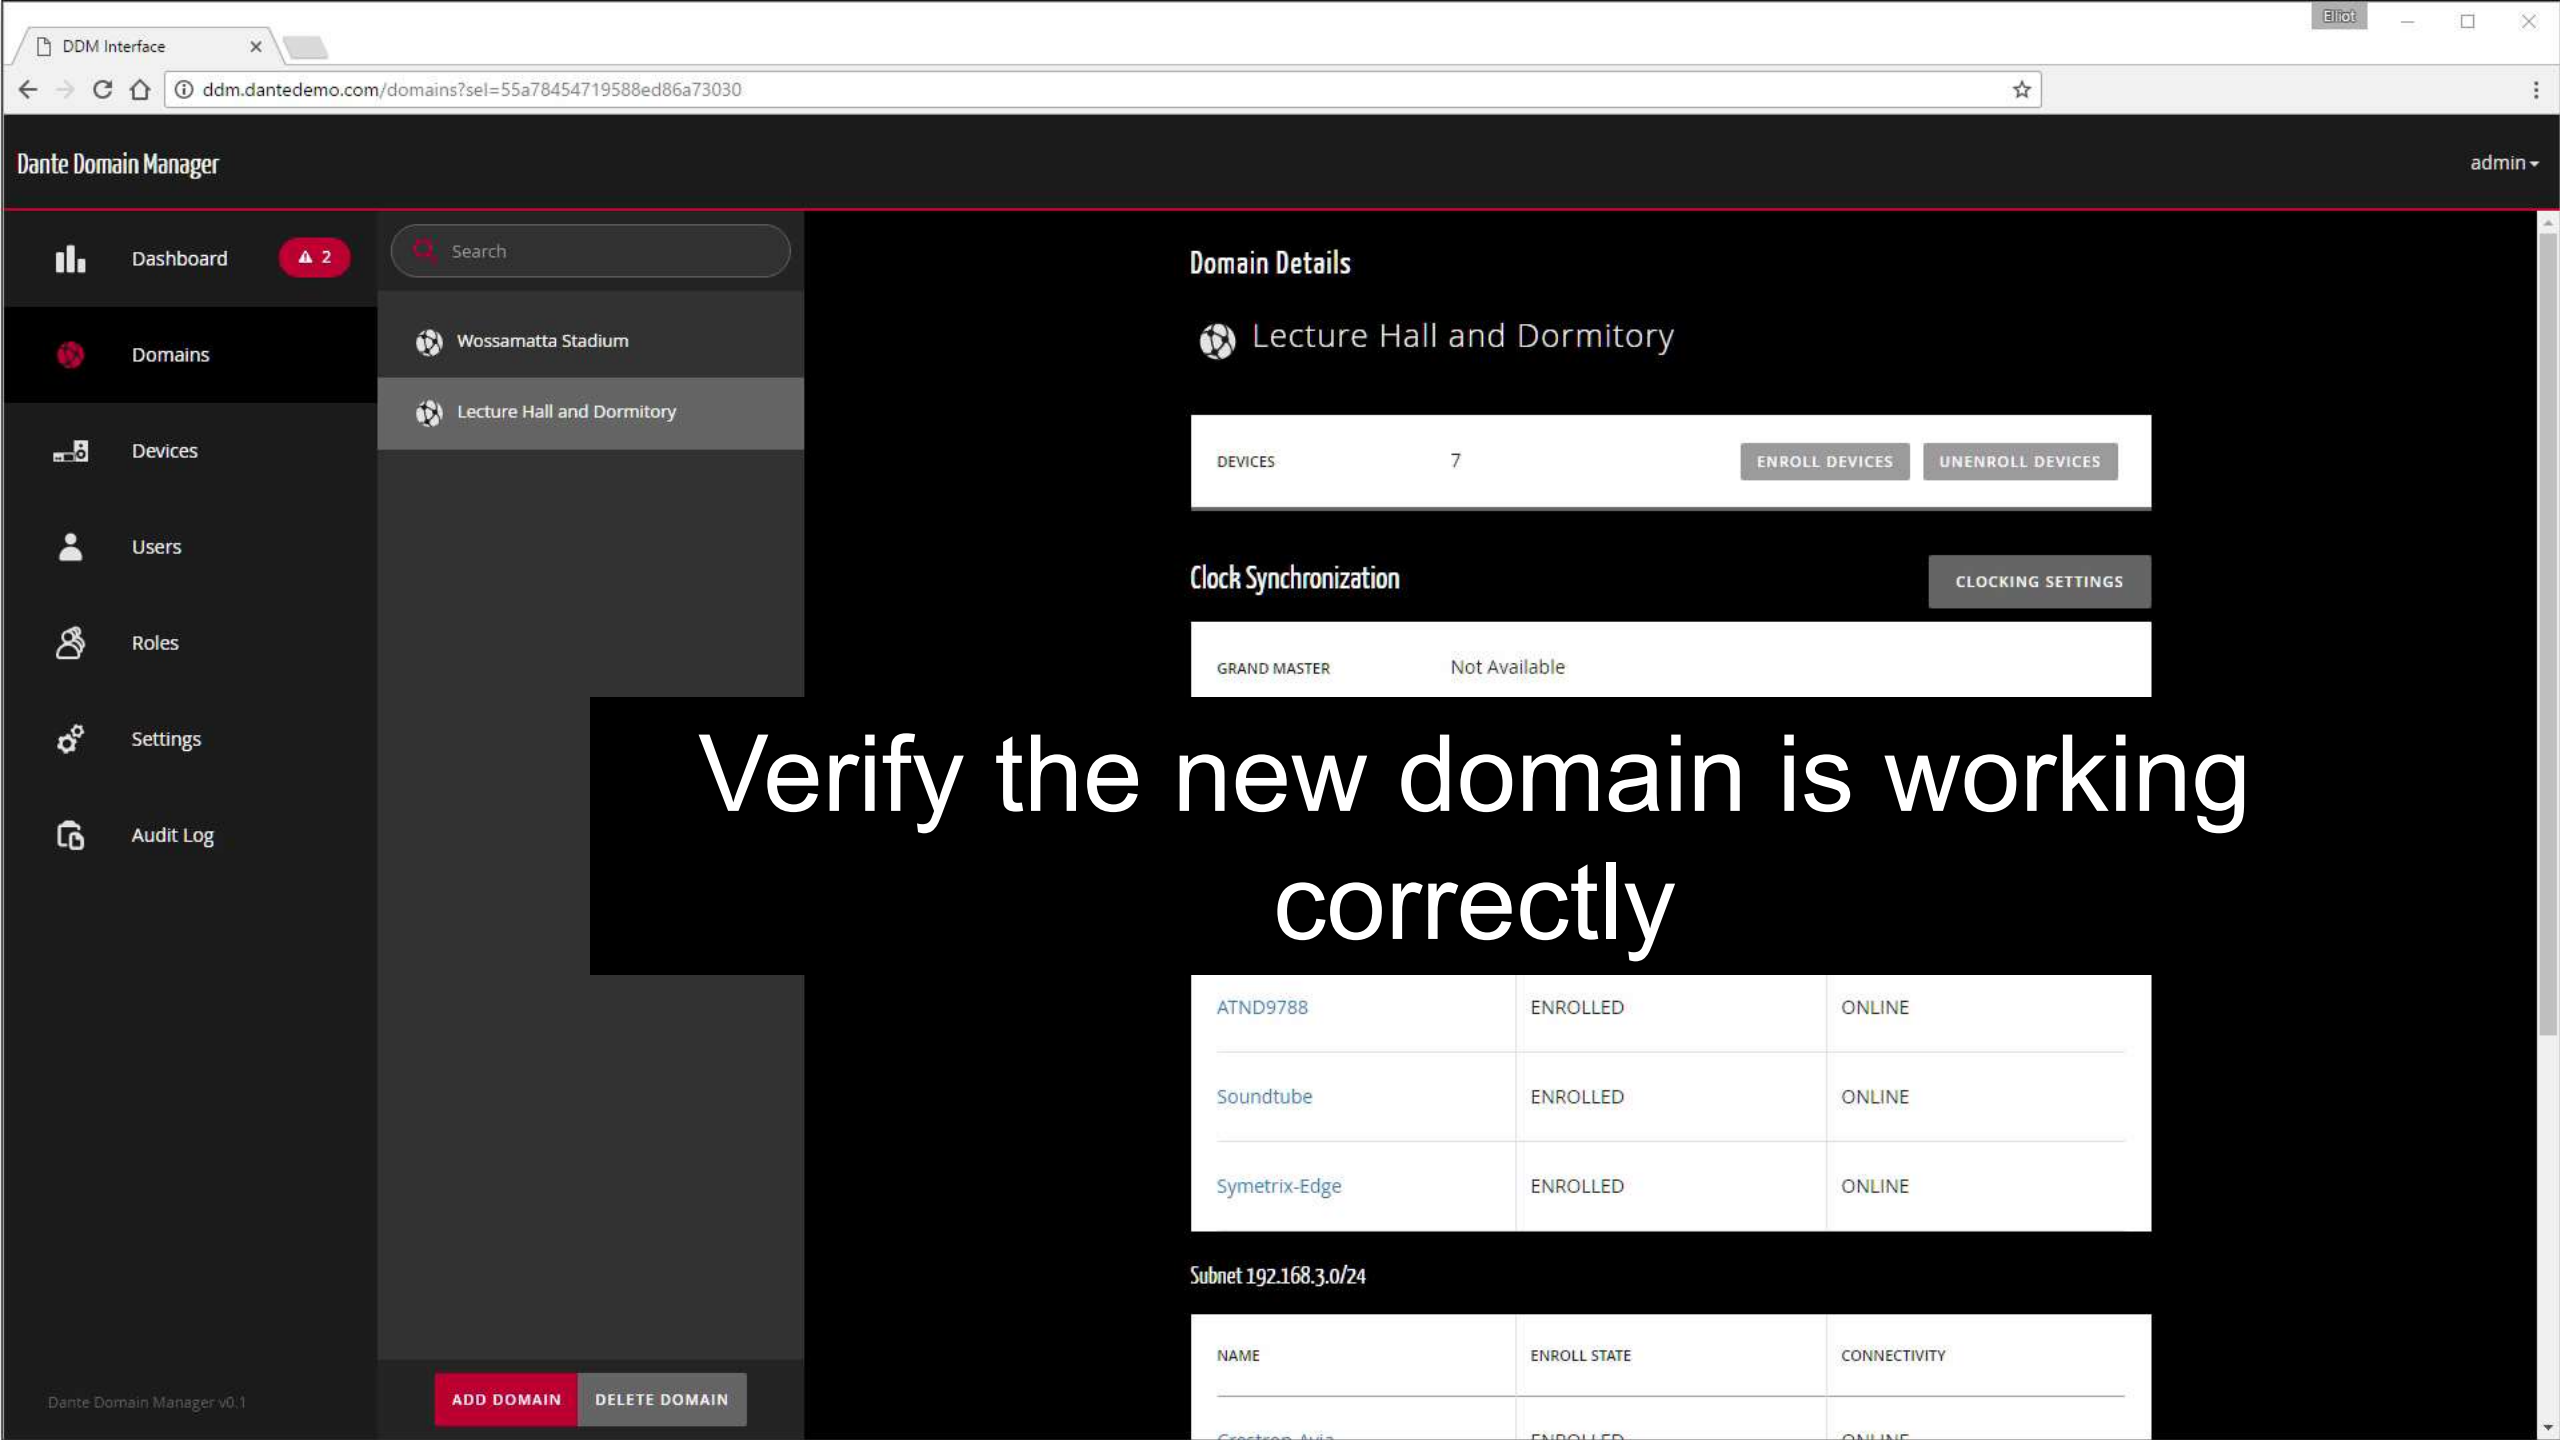 Elliot
DDM Interface
ddm.dantedemo.com/domains?sel=55a78454719588ed86a73030
Dante Domain Manager
admin
Dashboard
2
Domains
Devices
Users
Roles
Settings
Audit Log
Dante Domain Manager v0.1
Search
Wossamatta Stadium
Lecture Hall and Dormitory
ADD DOMAIN
DELETE DOMAIN
Domain Details
Lecture Hall and Dormitory
DEVICES 7 ENROLL DEVICES UNENROLL DEVICES
Clock Synchronization
CLOCKING SETTINGS
GRAND MASTER Not Available
Verify the new domain is working
correctly
ATND9788 ENROLLED ONLINE
Soundtube ENROLLED ONLINE
Symetrix-Edge ENROLLED ONLINE
Subnet 192.168.3.0/24
NAME ENROLL STATE CONNECTIVITY
ENROLLED ONLINE